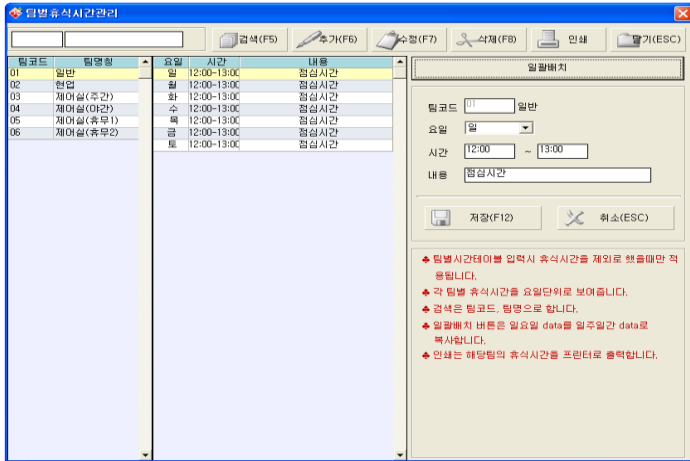 팀별휴식시간관리
검색(F5) 추가(F6) 수정(F7) 삭제(F8) 인쇄 닫기(ESC)
팀코드 팀명칭
01 일반
02 현업
03 제어실(주간)
04 제어실(야간)
05 제어실(휴무1)
06 제어실(휴무2)
요일 시간 내용
일 12:00-13:00 점심시간
월 12:00-13:00 점심시간
화 12:00-13:00 점심시간
수 12:00-13:00 점심시간
목 12:00-13:00 점심시간
금 12:00-13:00 점심시간
토 12:00-13:00 점심시간
일괄배치
팀코드 01 일반
요일 일
시간 12:00 ~ 13:00
내용 점심시간
저장(F12) 취소(ESC)
♣ 팀별시간테이블 입력시 휴식시간을 제외로 했을때만 적
용됩니다.
♣ 각 팀별 휴식시간을 요일단위로 보여줍니다.
♣ 검색은 팀코드, 팀명으로 합니다.
♣ 일괄배치 버튼은 일요일 data를 일주일간 data로
복사합니다.
♣ 인쇄는 해당팀의 휴식시간을 프린터로 출력합니다.